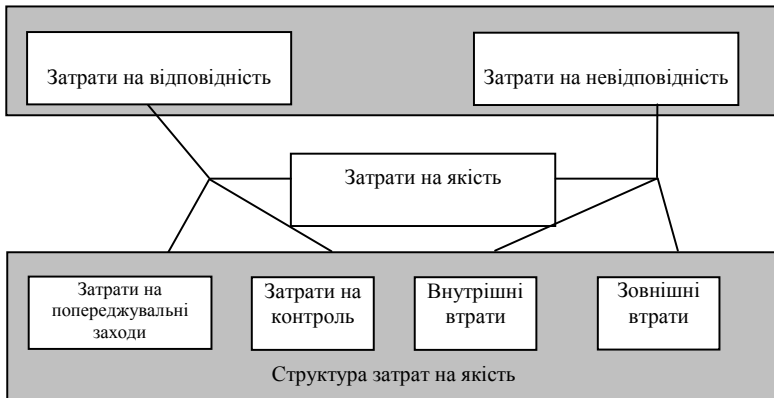 Затрати на відповідність
Затрати на невідповідність
Затрати на якість
Затрати на
попереджувальні
заходи
Затрати на
контроль
Внутрішні
втрати
Зовнішні
втрати
Структура затрат на якість